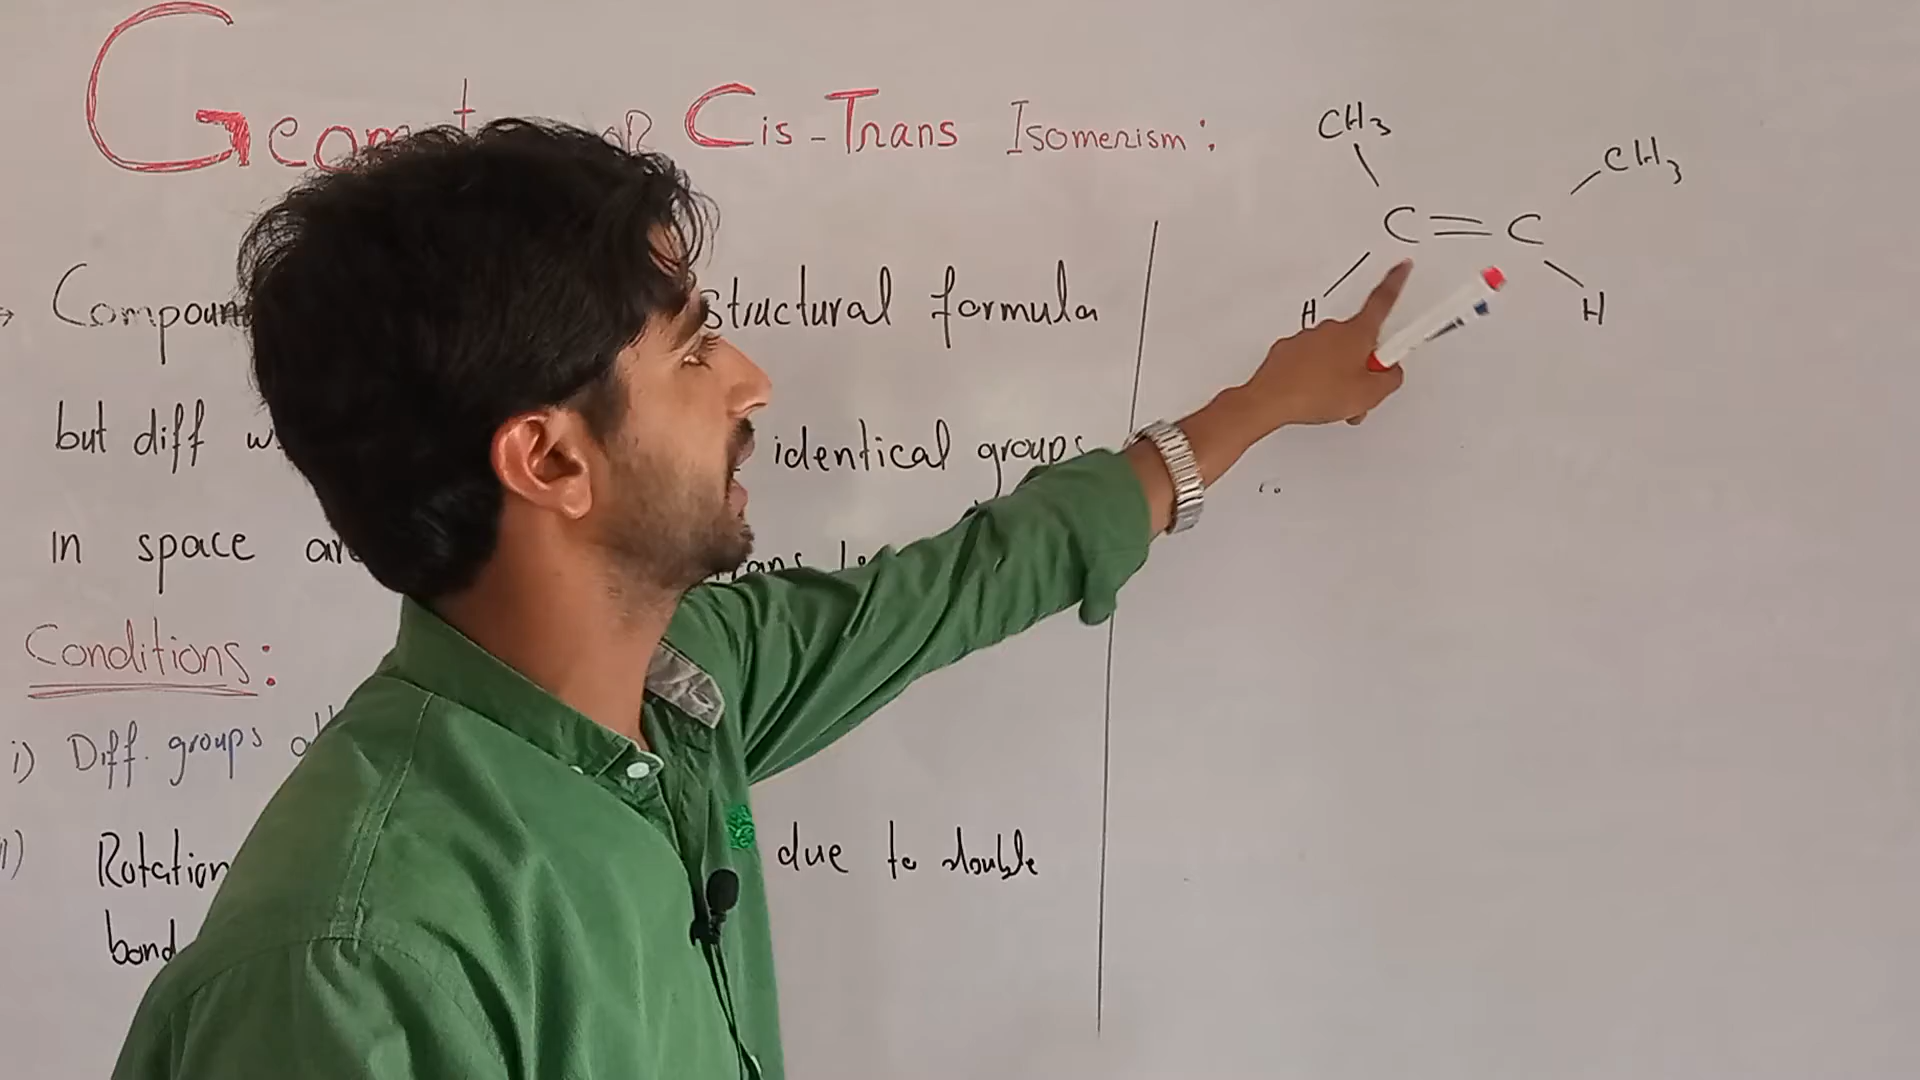 Geomet OR Cis-Trans Isomerism:
→ Compoun structural formula
but diff w identical groups
in space are rans
Conditions:
i) Diff. groups
ii) Rotation due to double
bond
CH3 CH3
C=C
H H